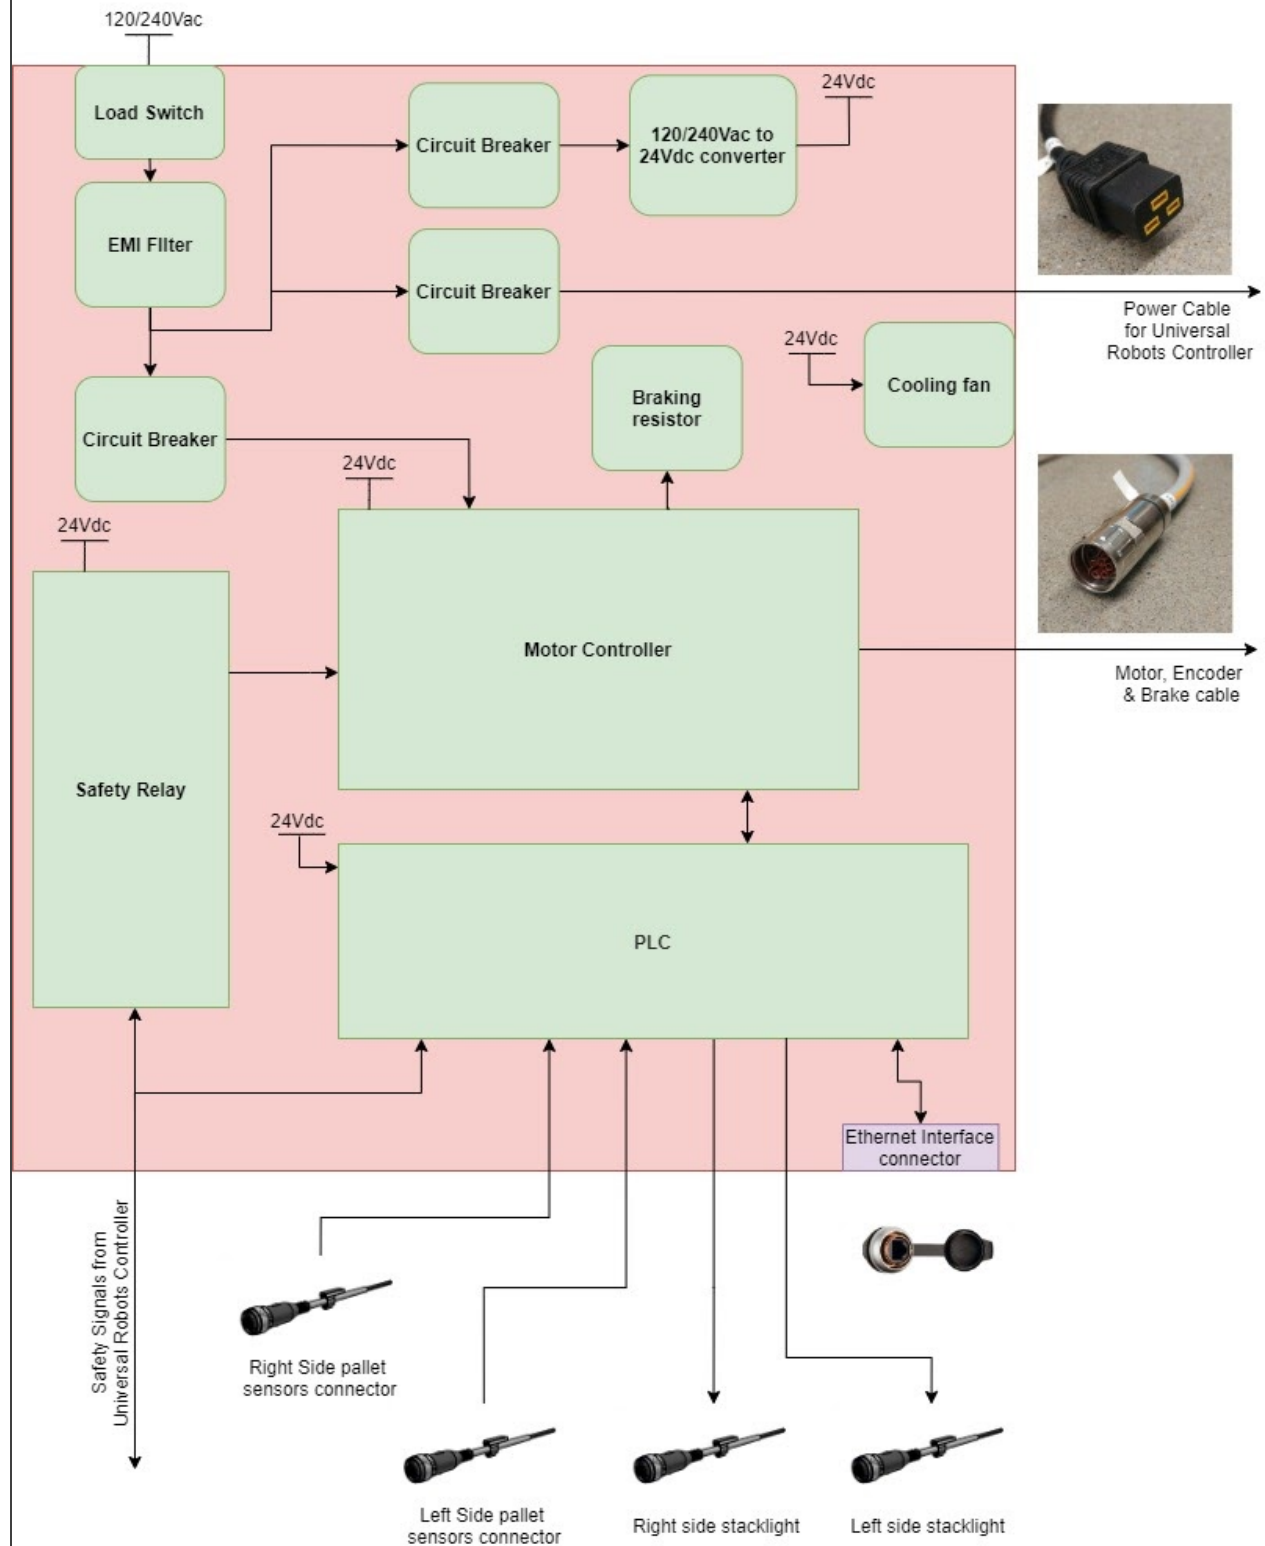 120/240Vac
Load Switch
24Vdc
Circuit Breaker
120/240Vac to
24Vdc converter
EMI FIlter
Circuit Breaker
Power Cable
for Universal
Robots Controller
24Vdc
Cooling fan
Braking
resistor
Circuit Breaker
24Vdc
24Vdc
Motor Controller
Motor, Encoder
& Brake cable
Safety Relay
24Vdc
PLC
Ethernet Interface
connector
Safety Signals from
Universal Robots Controller
Right Side pallet
sensors connector
Left Side pallet
sensors connector
Right side stacklight
Left side stacklight